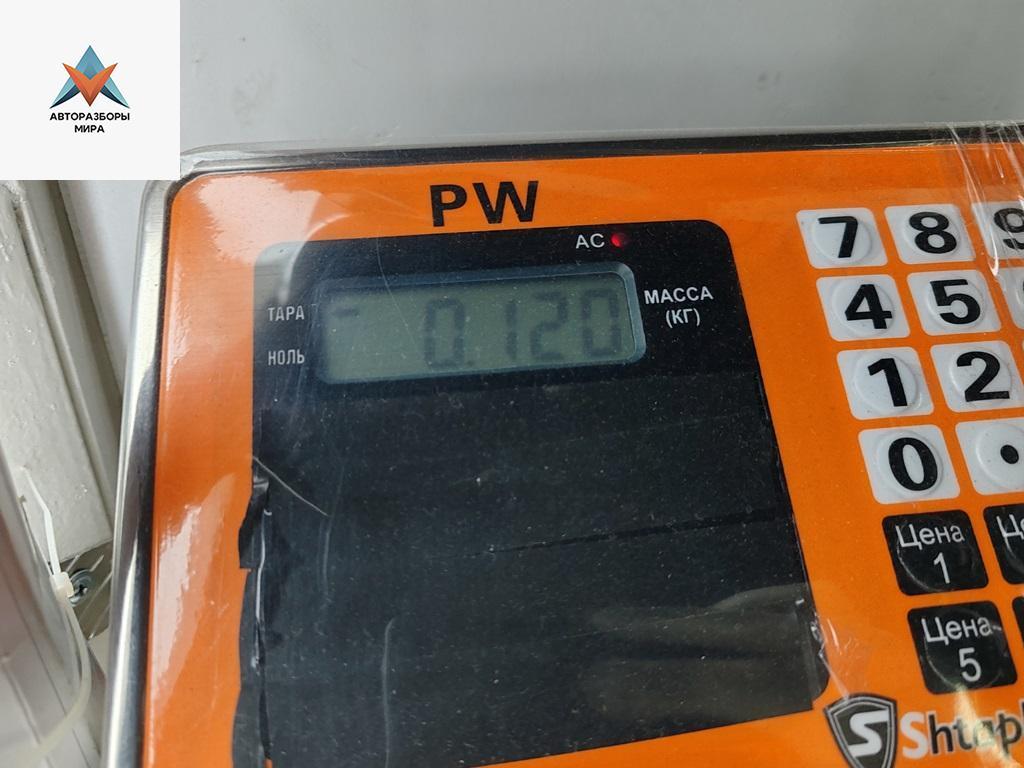 АВТОРАЗБОРЫ
МИРА
PW
AC
ТАРА
НОЛЬ
0.120
МАССА
(КГ)
7 8 9
4 5
1 2
0 .
Цена
1
Цена
5
S